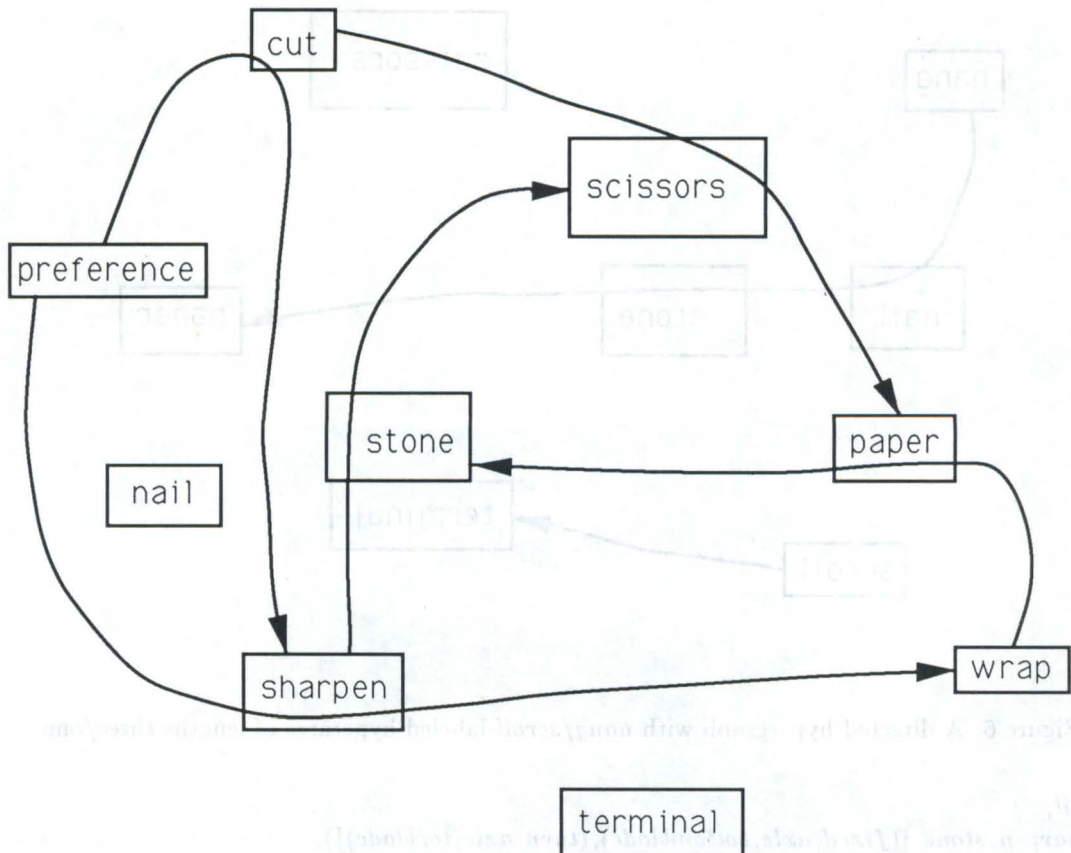 cut
scissors
preference
stone
paper
nail
sharpen
wrap
terminal